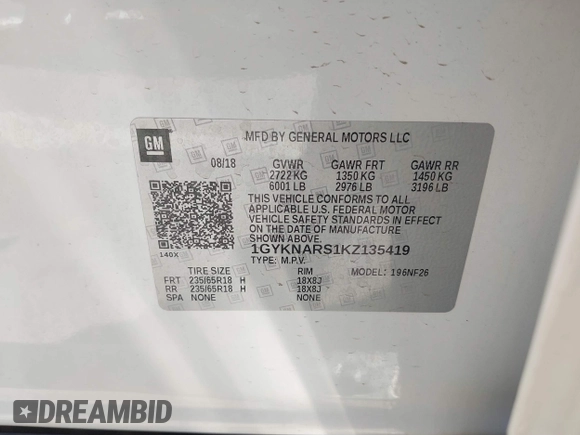 GM
MFD BY GENERAL MOTORS LLC
08/18 GVWR GAWR FRT GAWR RR
2722 KG 1350 KG 1450 KG
6001 LB 2976 LB 3196 LB
THIS VEHICLE CONFORMS TO ALL
APPLICABLE U.S. FEDERAL MOTOR
VEHICLE SAFETY STANDARDS IN EFFECT
ON THE DATE OF MANUFACTURE
SHOWN ABOVE.
140X 1GYKNARS1KZ135419
TYPE: M.P.V.
TIRE SIZE RIM MODEL: 196NF26
FRT 235/65R18 H 18X8J
RR 235/65R18 H 18X8J
SPA NONE NONE
DREAMBID